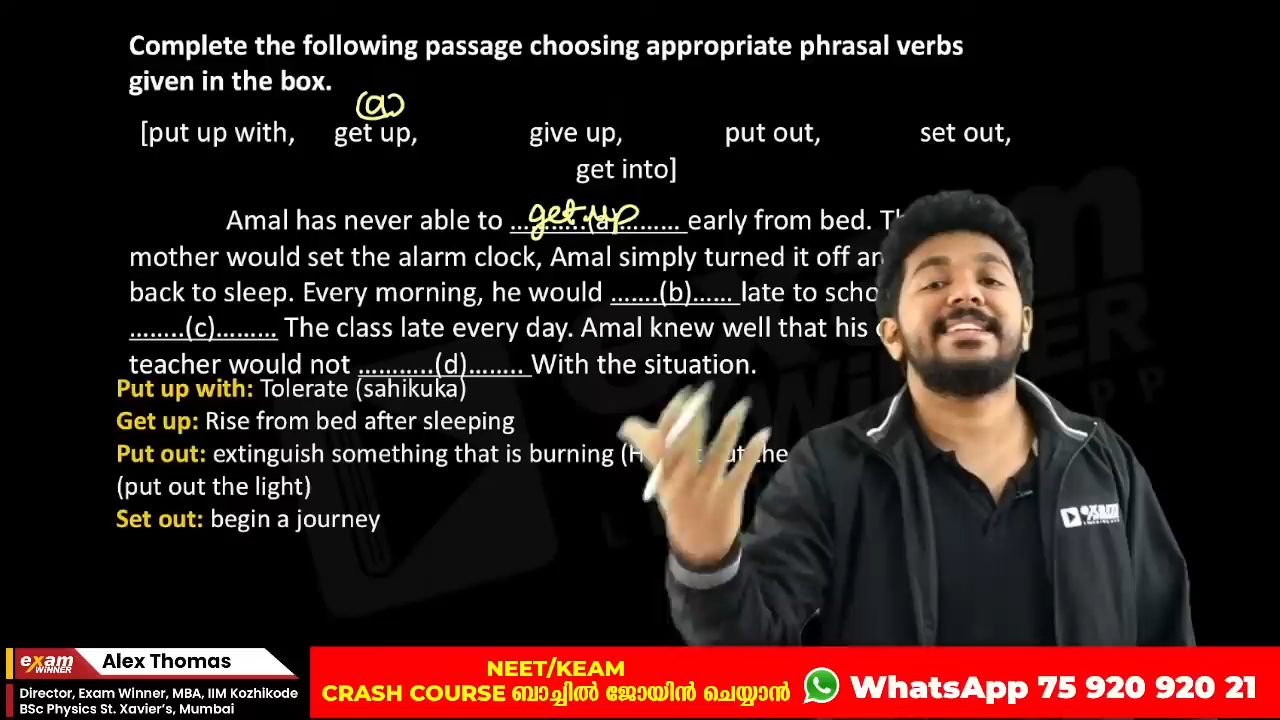 Complete the following passage choosing appropriate phrasal verbs
given in the box.
(a)
[put up with, get up, give up, put out, set out,
get into]
Amal has never able to ………..(a)……… early from bed.
get up
mother would set the alarm clock, Amal simply turned it off
back to sleep. Every morning, he would …….(b)…… late to
……..(c)……… The class late every day. Amal knew well that his
teacher would not ………..(d)…….. With the situation.
Put up with: Tolerate (sahikuka)
Get up: Rise from bed after sleeping
Put out: extinguish something that is burning
(put out the light)
Set out: begin a journey
exam WINNER
exam WINNER
Alex Thomas
Director, Exam Winner, MBA, IIM Kozhikode
BSc Physics St. Xavier's, Mumbai
NEET/KEAM
CRASH COURSE ബാച്ചിൽ ജോയിൻ ചെയ്യാൻ
WhatsApp 75 920 920 21